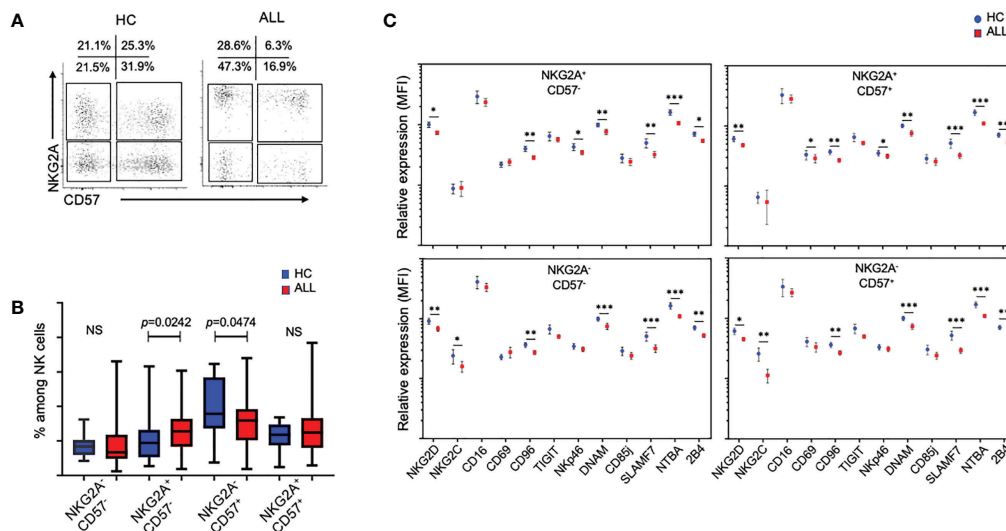 A
HC
ALL
21.1% 25.3%
21.5% 31.9%
28.6% 6.3%
47.3% 16.9%
NKG2A
CD57
B
HC
ALL
% among NK cells
NS
p=0.0242
p=0.0474
NS
NKG2A-
CD57-
NKG2A+
CD57-
NKG2A-
CD57+
NKG2A+
CD57+
C
HC
ALL
Relative expression (MFI)
NKG2A+
CD57-
* ** * ** ** *** *
NKG2A+
CD57+
** * ** * ** *** *** **
Relative expression (MFI)
NKG2A-
CD57-
** * ** *** *** *** **
NKG2A-
CD57+
* ** ** *** *** *** **
NKG2D
NKG2C
CD16
CD69
CD96
TIGIT
NKp46
DNAM
CD85j
SLAMF7
NTBA
2B4
NKG2D
NKG2C
CD16
CD69
CD96
TIGIT
NKp46
DNAM
CD85j
SLAMF7
NTBA
2B4